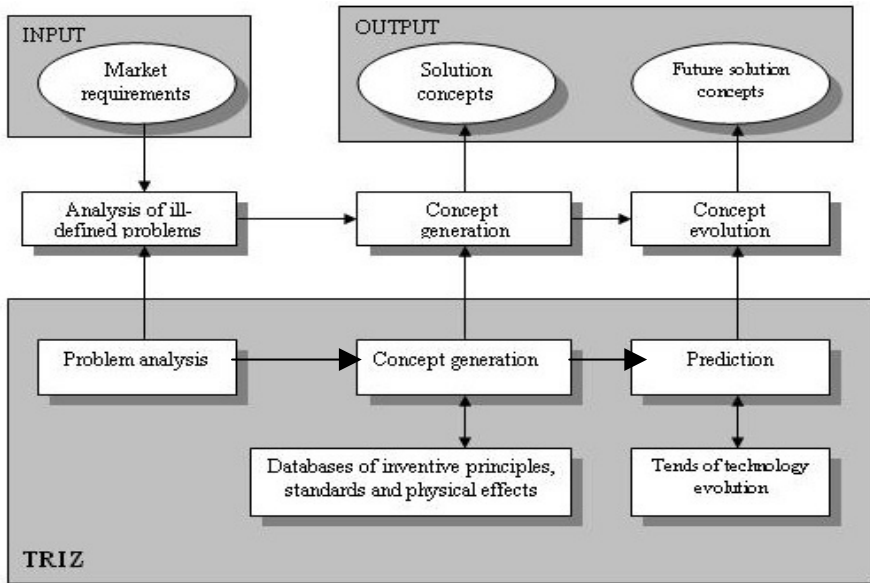 INPUT
OUTPUT
Market
requirements
Solution
concepts
Future solution
concepts
Analysis of ill-
defined problems
Concept
generation
Concept
evolution
Problem analysis
Concept generation
Prediction
Databases of inventive principles,
standards and physical effects
Tends of technology
evolution
TRIZ